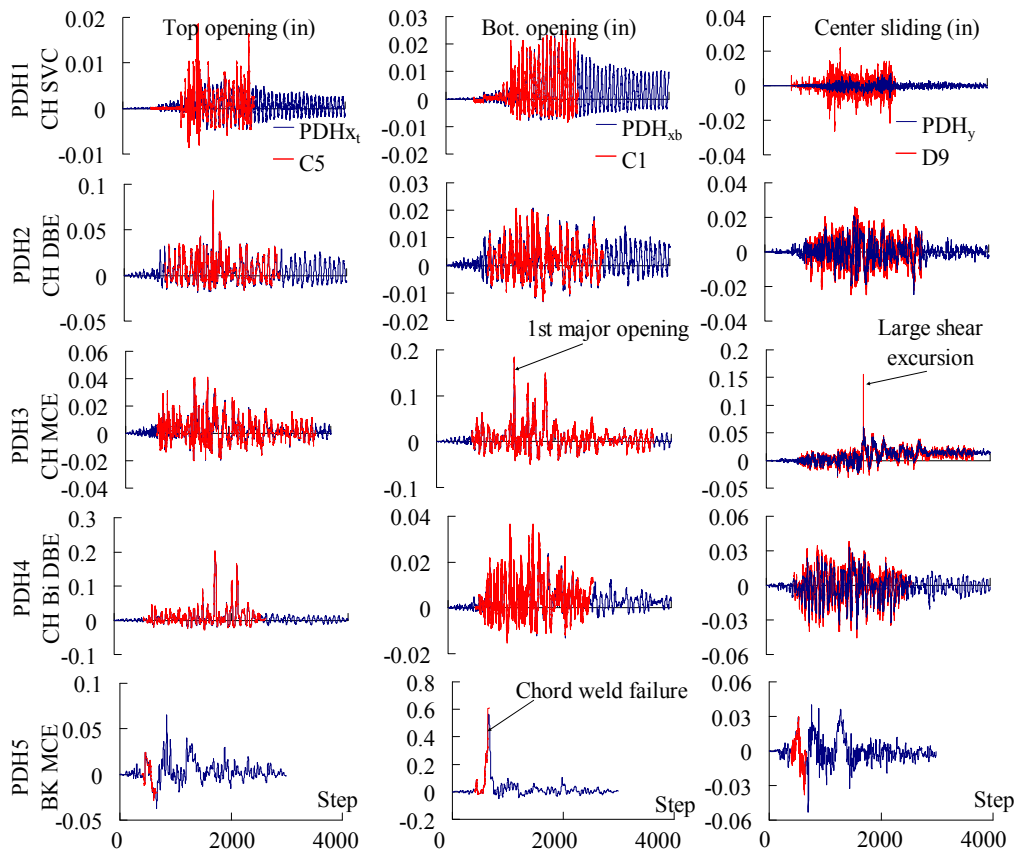 Top opening (in)
Bot. opening (in)
Center sliding (in)
PDH1
CH SVC
0.02
0.01
0
-0.01
PDHxt
C5
0.03
0.02
0.01
0
-0.01
-0.02
PDHxb
C1
0.04
0.02
0
-0.02
-0.04
PDHy
D9
PDH2
CH DBE
0.1
0.05
0
-0.05
0.03
0.02
0.01
0
-0.01
-0.02
0.04
0.02
0
-0.02
-0.04
PDH3
CH MCE
0.06
0.04
0.02
0
-0.02
-0.04
1st major opening
0.2
0.1
0
-0.1
Large shear
excursion
0.2
0.15
0.1
0.05
0
-0.05
PDH4
CH Bi DBE
0.3
0.2
0.1
0
-0.1
0.04
0.02
0
-0.02
0.06
0.03
0
-0.03
-0.06
PDH5
BK MCE
0.1
0.05
0
-0.05
Step
0 2000 4000
Chord weld failure
0.8
0.6
0.4
0.2
0
-0.2
Step
0 2000 4000
0.06
0.03
0
-0.03
-0.06
Step
0 2000 4000